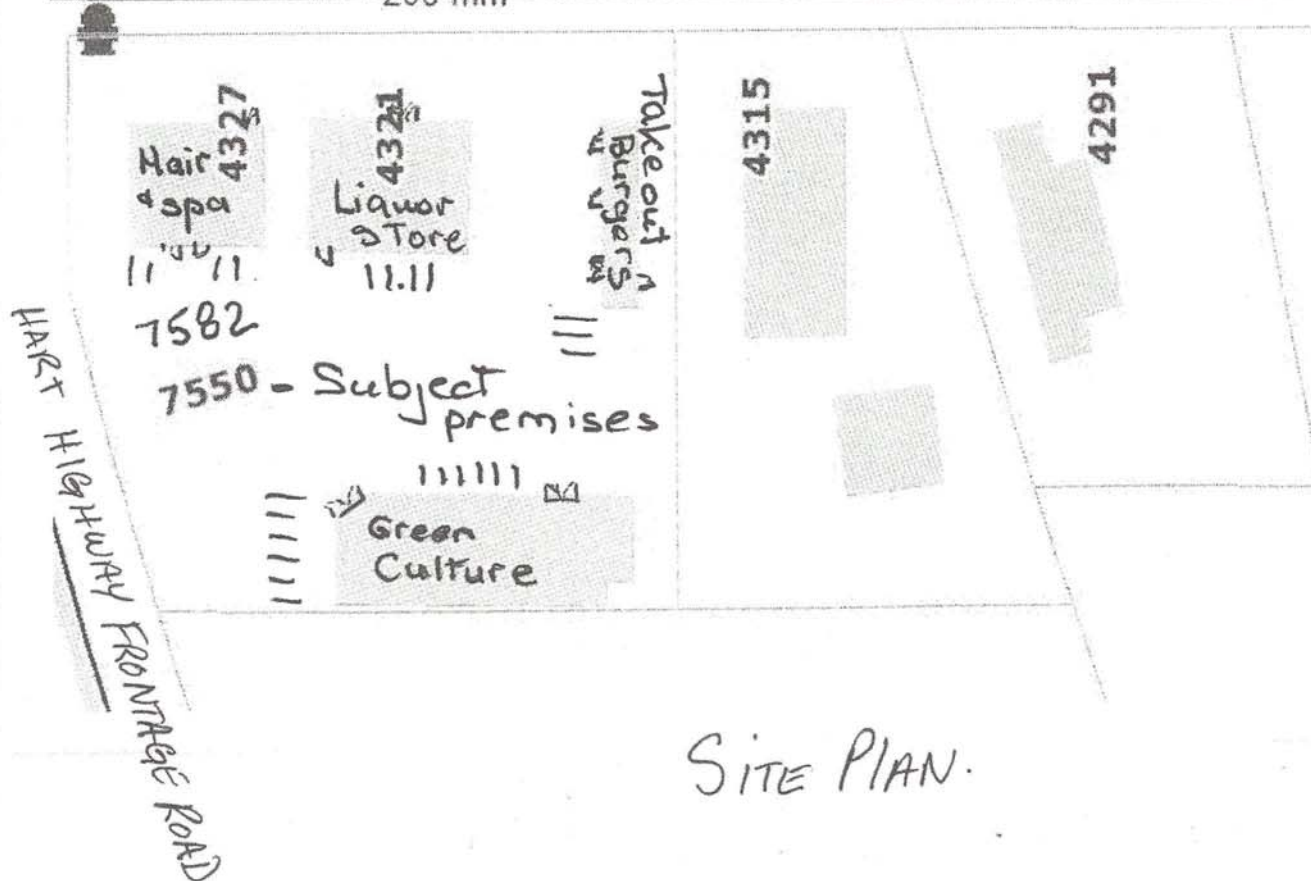 4327
Hair
& spa
4321
Liquor
sTore
Take out
Burgers
4315
4291
7582
7550 - Subject
premises
Green
Culture
HART HIGHWAY FRONTAGE ROAD
SiTE PlAN.